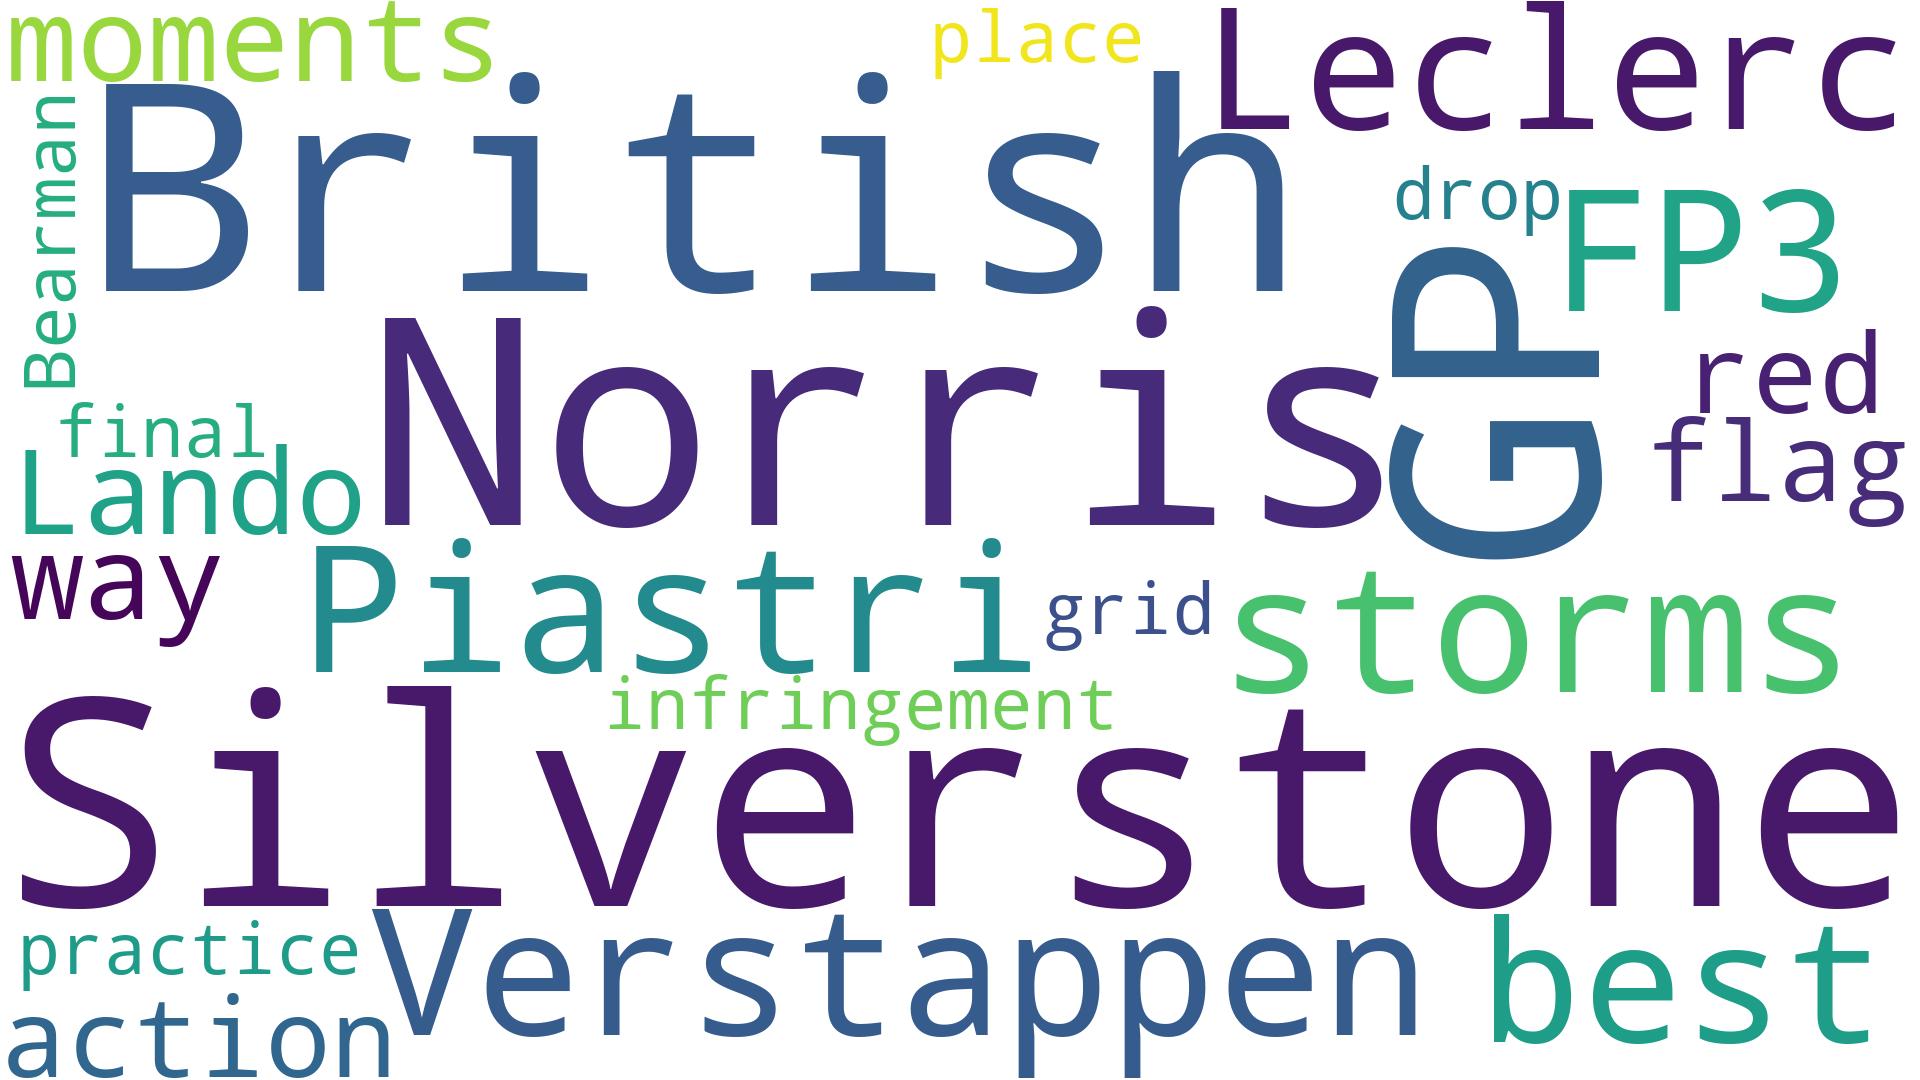 moments
place
Leclerc
British
Bearman
drop
FP3
GP
Norris
red
flag
final
Lando
way
Piastri
grid
storms
infringement
Silverstone
practice
Verstappen
best
action